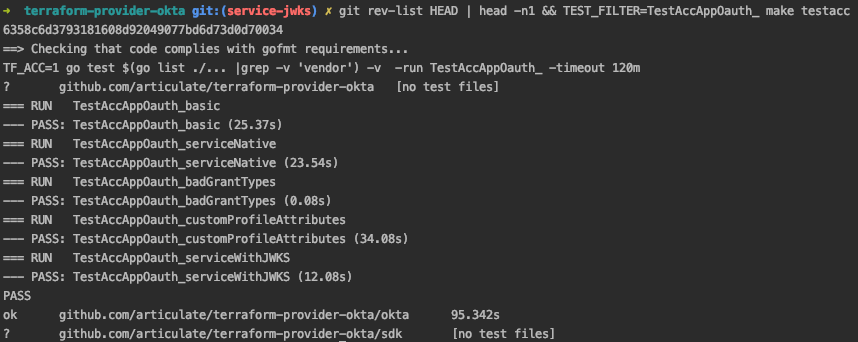 ➜  terraform-provider-okta git:(service-jwks) ✗ git rev-list HEAD | head -n1 && TEST_FILTER=TestAccAppOauth_ make testacc
6358c6d3793181608d92049077bd6d73d0d70034
==> Checking that code complies with gofmt requirements...
TF_ACC=1 go test $(go list ./... |grep -v 'vendor') -v  -run TestAccAppOauth_ -timeout 120m
?       github.com/articulate/terraform-provider-okta   [no test files]
=== RUN   TestAccAppOauth_basic
--- PASS: TestAccAppOauth_basic (25.37s)
=== RUN   TestAccAppOauth_serviceNative
--- PASS: TestAccAppOauth_serviceNative (23.54s)
=== RUN   TestAccAppOauth_badGrantTypes
--- PASS: TestAccAppOauth_badGrantTypes (0.08s)
=== RUN   TestAccAppOauth_customProfileAttributes
--- PASS: TestAccAppOauth_customProfileAttributes (34.08s)
=== RUN   TestAccAppOauth_serviceWithJWKS
--- PASS: TestAccAppOauth_serviceWithJWKS (12.08s)
PASS
ok      github.com/articulate/terraform-provider-okta/okta      95.342s
?       github.com/articulate/terraform-provider-okta/sdk       [no test files]